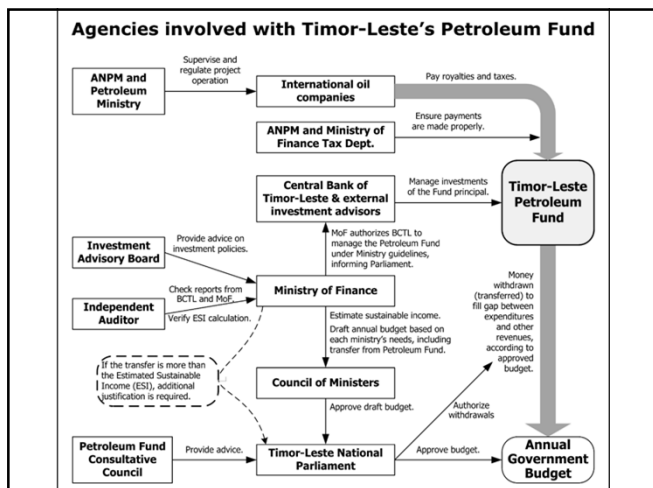 Agencies involved with Timor-Leste's Petroleum Fund
ANPM and
Petroleum
Ministry
Supervise and
regulate project
operation
International oil
companies
Pay royalties and taxes.
ANPM and Ministry of
Finance Tax Dept.
Ensure payments
are made properly.
Central Bank of
Timor-Leste & external
investment advisors
Manage investments
of the Fund principal.
Timor-Leste
Petroleum
Fund
MoF authorizes BCTL to
manage the Petroleum Fund
under Ministry guidelines,
informing Parliament.
Investment
Advisory Board
Provide advice on
investment policies.
Ministry of Finance
Independent
Auditor
Check reports from
BCTL and MoF.
Verify ESI calculation.
Money
withdrawn
(transferred) to
fill gap between
expenditures
and other
revenues,
according to
approved
budget.
Estimate sustainable income.
Draft annual budget based on
each ministry's needs, including
transfer from Petroleum Fund.
If the transfer is more than
the Estimated Sustainable
Income (ESI), additional
justification is required.
Council of Ministers
Approve draft budget.
Authorize
withdrawals
Petroleum Fund
Consultative
Council
Provide advice.
Timor-Leste National
Parliament
Approve budget.
Annual
Government
Budget